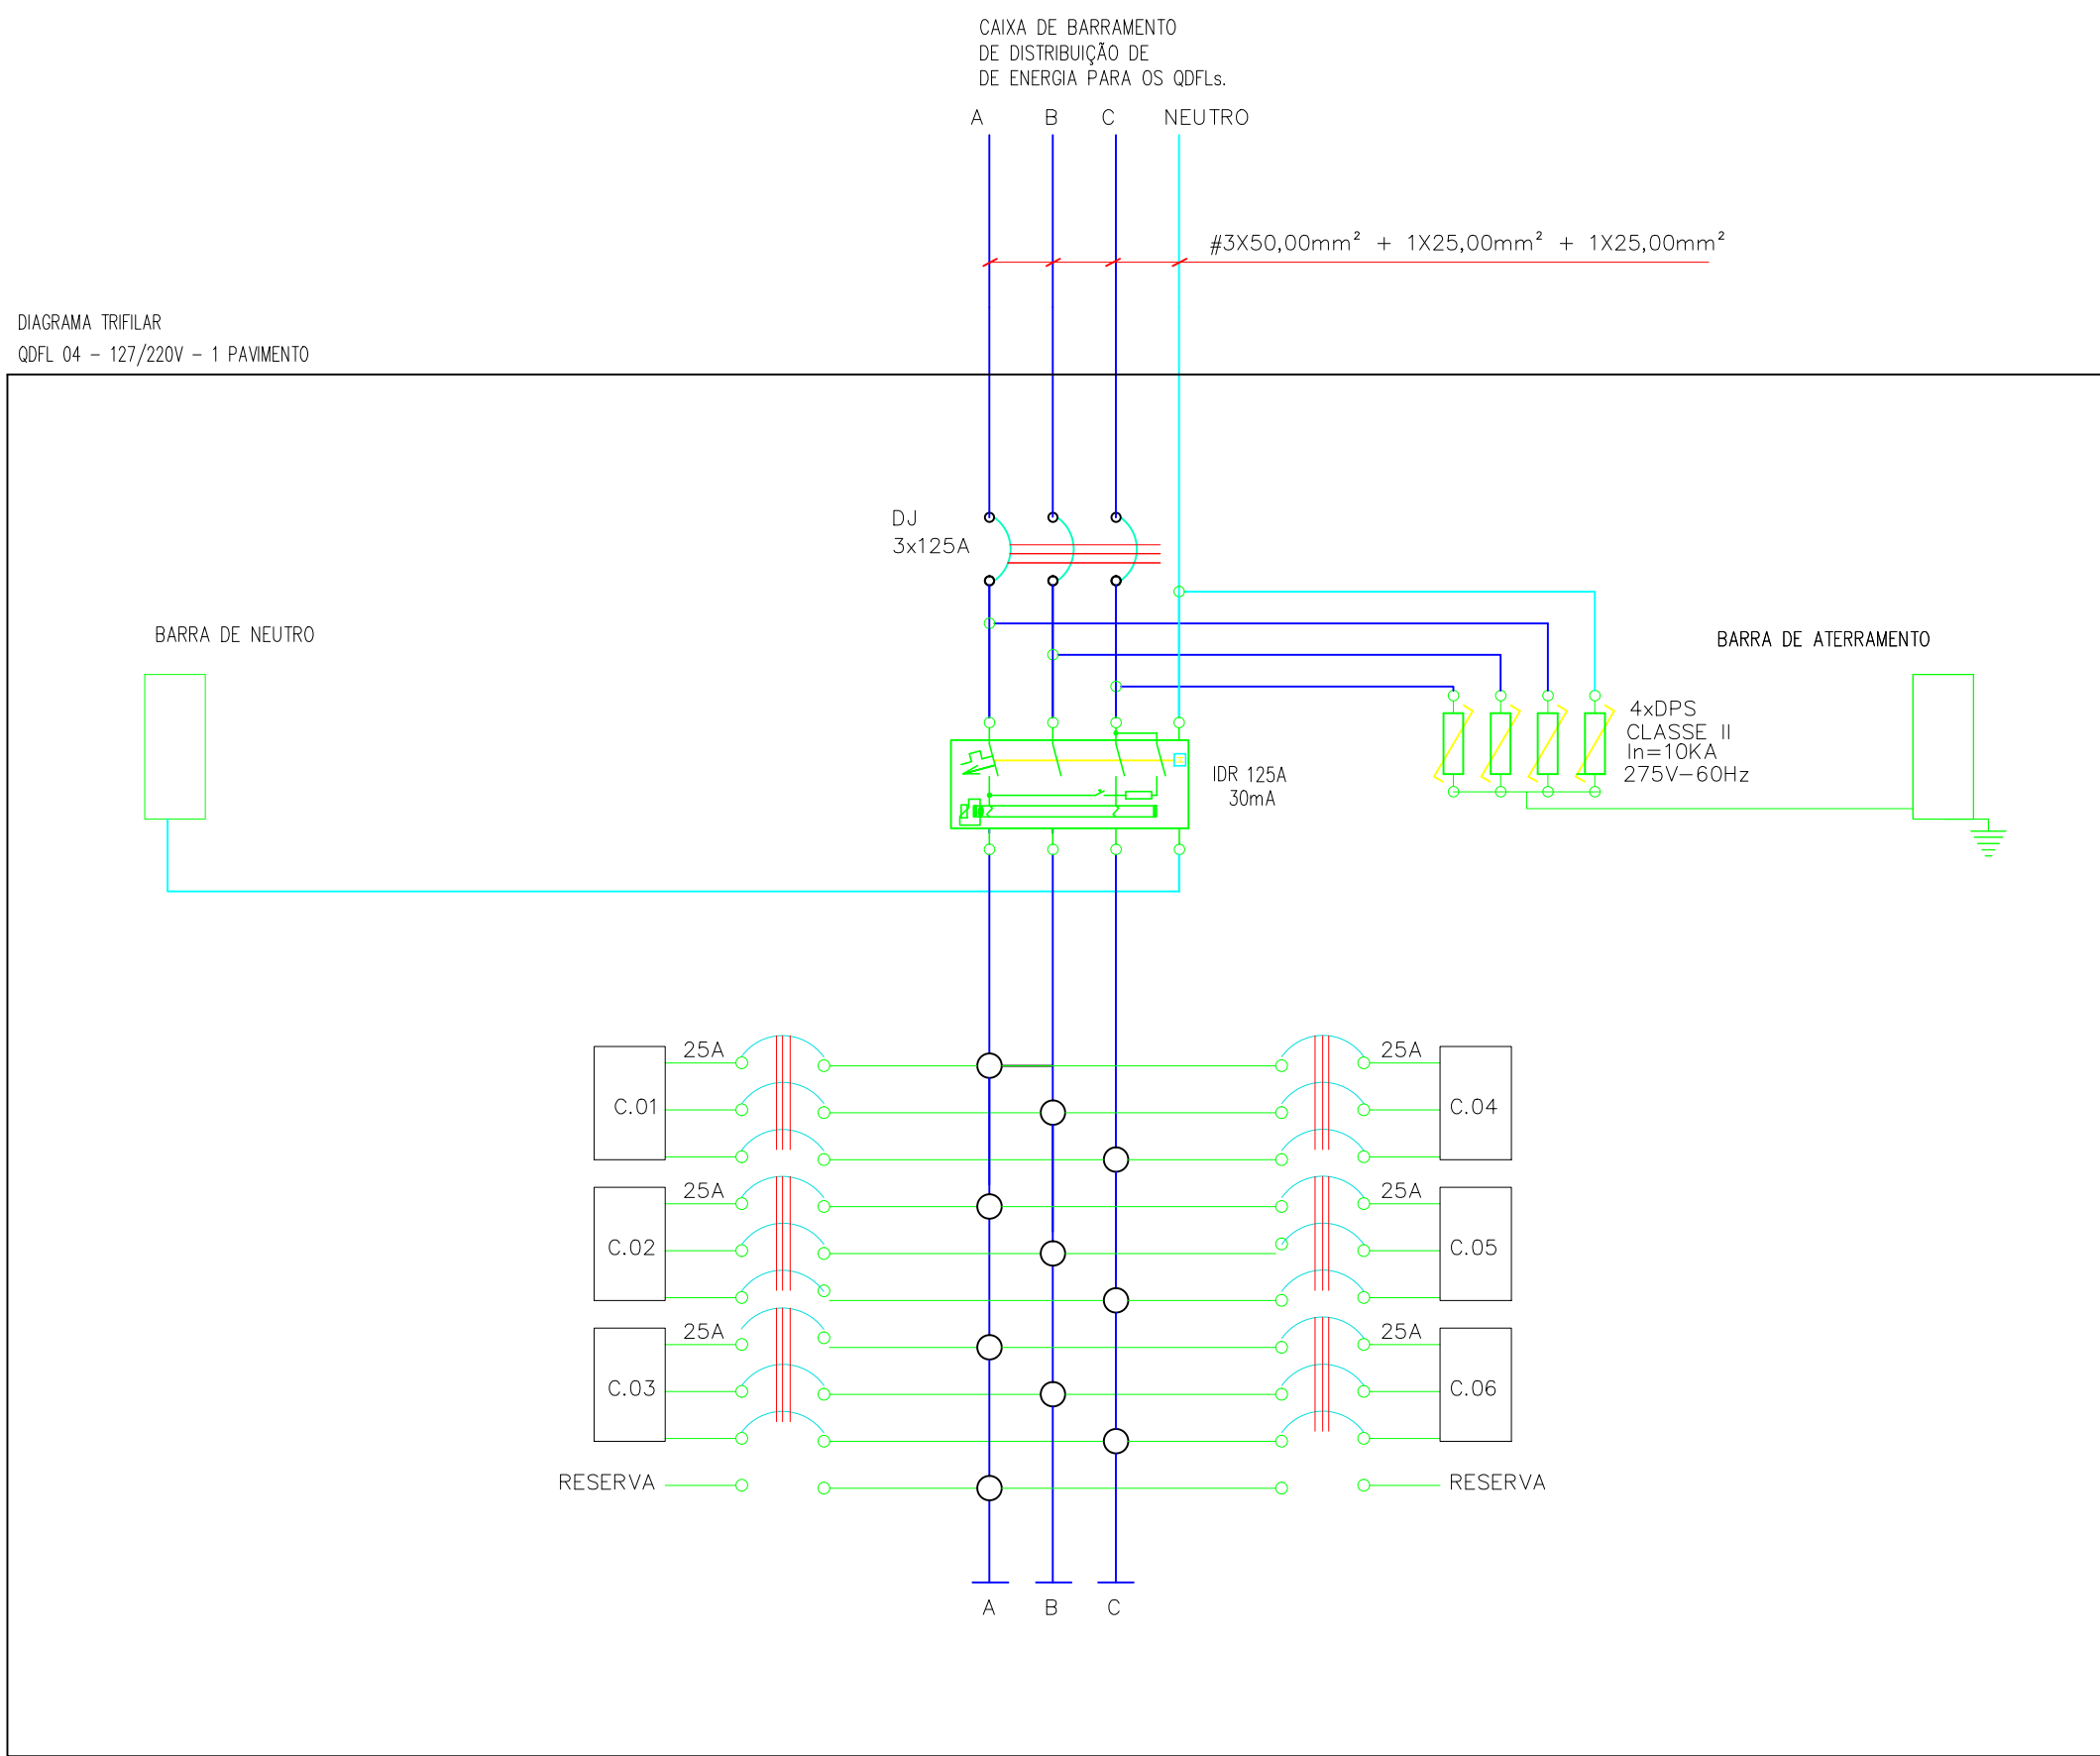 CAIXA DE BARRAMENTO
DE DISTRIBUIÇÃO DE
DE ENERGIA PARA OS QDFLs.
A B C NEUTRO
#3X50,00mm² + 1X25,00mm² + 1X25,00mm²
DIAGRAMA TRIFILAR
QDFL 04 - 127/220V - 1 PAVIMENTO
DJ
3x125A
BARRA DE NEUTRO
BARRA DE ATERRAMENTO
4xDPS
CLASSE II
In=10KA
275V-60Hz
IDR 125A
30mA
25A 25A
C.01 C.04
25A 25A
C.02 C.05
25A 25A
C.03 C.06
RESERVA RESERVA
A B C